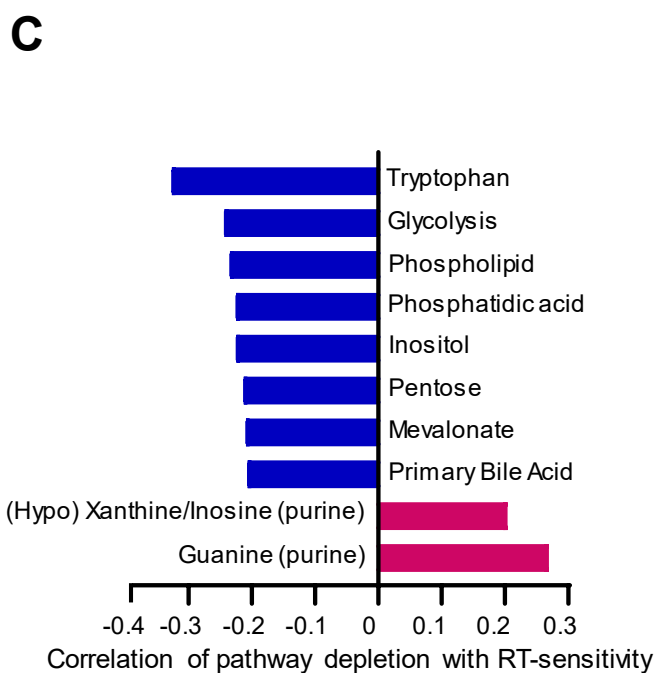 C
Tryptophan
Glycolysis
Phospholipid
Phosphatidic acid
Inositol
Pentose
Mevalonate
Primary Bile Acid
(Hypo) Xanthine/Inosine (purine)
Guanine (purine)
-0.4 -0.3 -0.2 -0.1 0 0.1 0.2 0.3
Correlation of pathway depletion with RT-sensitivity